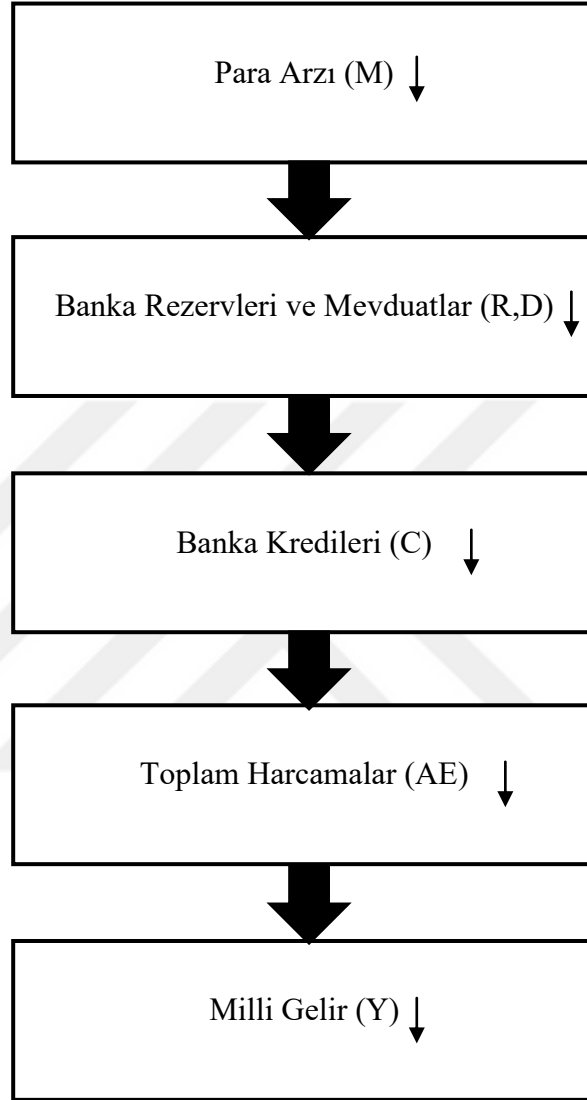 Para Arzı (M) ↓
Banka Rezervleri ve Mevduatlar (R,D) ↓
Banka Kredileri (C) ↓
Toplam Harcamalar (AE) ↓
Milli Gelir (Y) ↓